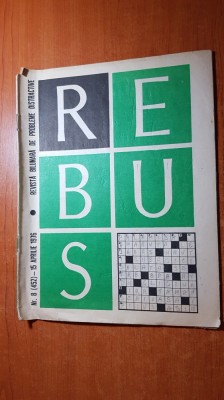 REVISTĂ BILUNARĂ DE PROBLEME DISTRACTIVE
Nr. 8 (452) – 15 APRILIE 1976
R E
B U
S